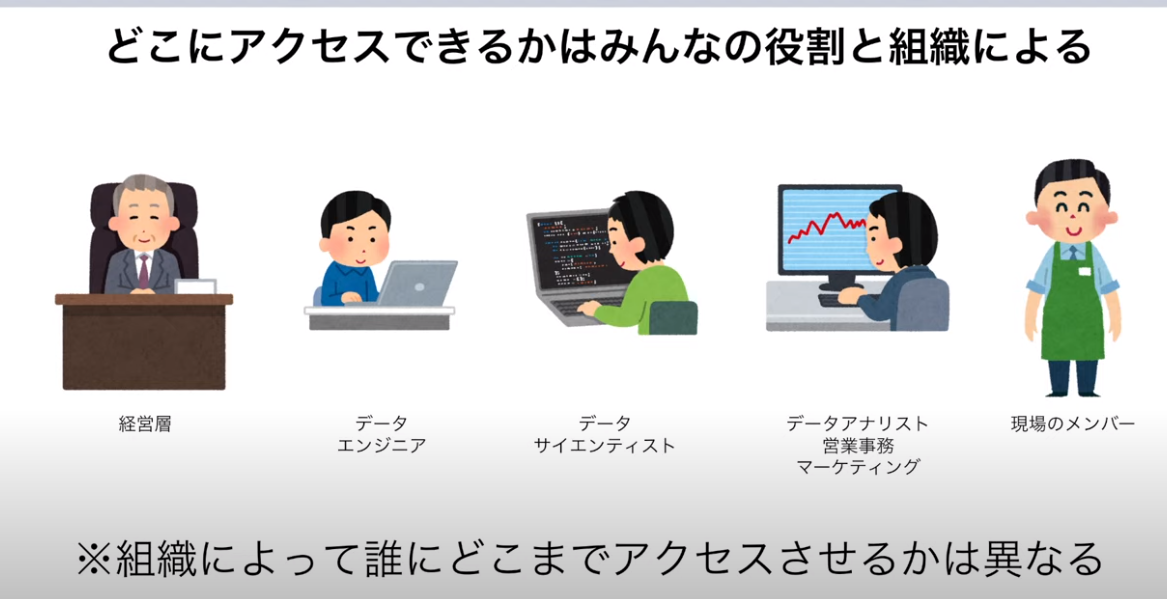 どこにアクセスできるかはみんなの役割と組織による
経営層
データ
エンジニア
データ
サイエンティスト
データアナリスト
営業事務
マーケティング
現場のメンバー
※組織によって誰にどこまでアクセスさせるかは異なる